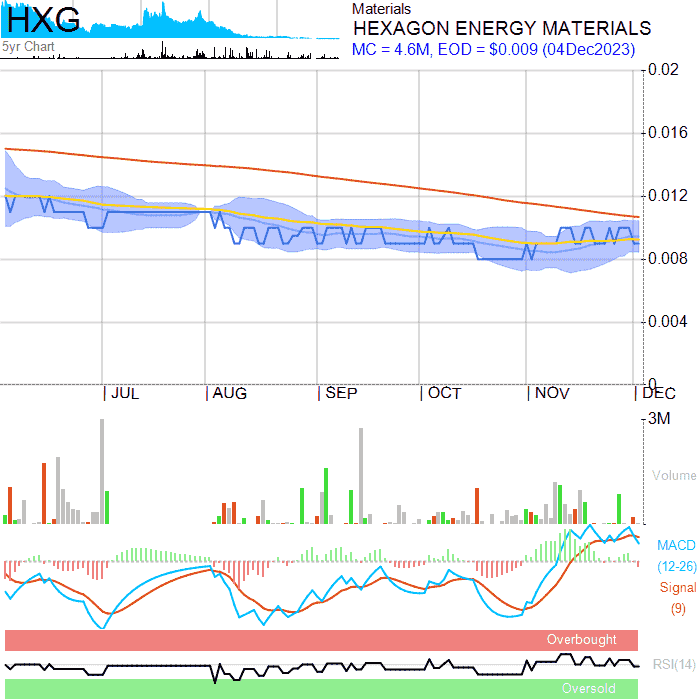 HXG
5yr Chart
Materials
HEXAGON ENERGY MATERIALS
MC = 4.6M, EOD = $0.009 (04Dec2023)
0.02
0.016
0.012
0.008
0.004
0
JUL AUG SEP OCT NOV DEC
3M
Volume
MACD
(12-26)
Signal
(9)
Overbought
RSI(14)
Oversold